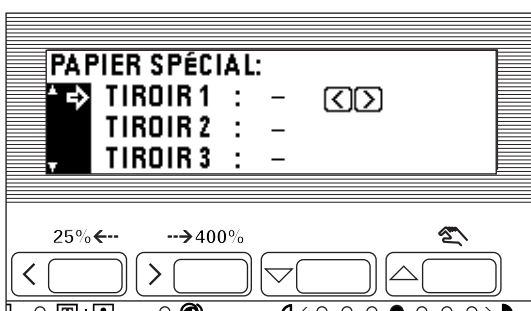 PAPIER SPÉCIAL:
TIROIR 1 : –
TIROIR 2 : –
TIROIR 3 : –
25% 400%